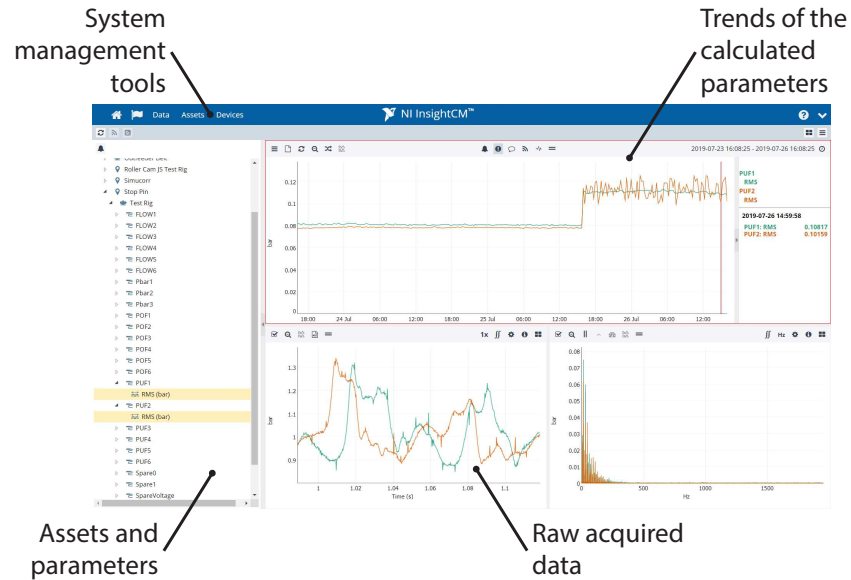 System
management
tools
Trends of the
calculated
parameters
Data Assets Devices
NI InsightCM™
2019-07-23 16:08:25 - 2019-07-26 16:08:25
Roller Cam J5 Test Rig
Simucorr
Stop Pin
Test Rig
FLOW1
FLOW2
FLOW3
FLOW4
FLOW5
FLOW6
Pbar1
Pbar2
Pbar3
POF1
POF2
POF3
POF4
POF5
POF6
PUF1
RMS (bar)
PUF2
RMS (bar)
PUF3
PUF4
PUF5
PUF6
Spare0
Spare1
SpareVoltage
0.12
0.1
0.08
0.06
0.04
0.02
0
bar
18:00 24 Jul 06:00 12:00 18:00 25 Jul 06:00 12:00 18:00 26 Jul 06:00 12:00
PUF1
RMS
PUF2
RMS
2019-07-26 14:59:58
PUF1: RMS 0.10817
PUF2: RMS 0.10159
1x
1.3
1.2
1.1
1
0.9
bar
1 1.02 1.04 1.06 1.08 1.1
Time (s)
Hz
0.08
0.07
0.06
0.05
0.04
0.03
0.02
0.01
0
bar
0 500 1000 1500
Hz
Assets and
parameters
Raw acquired
data